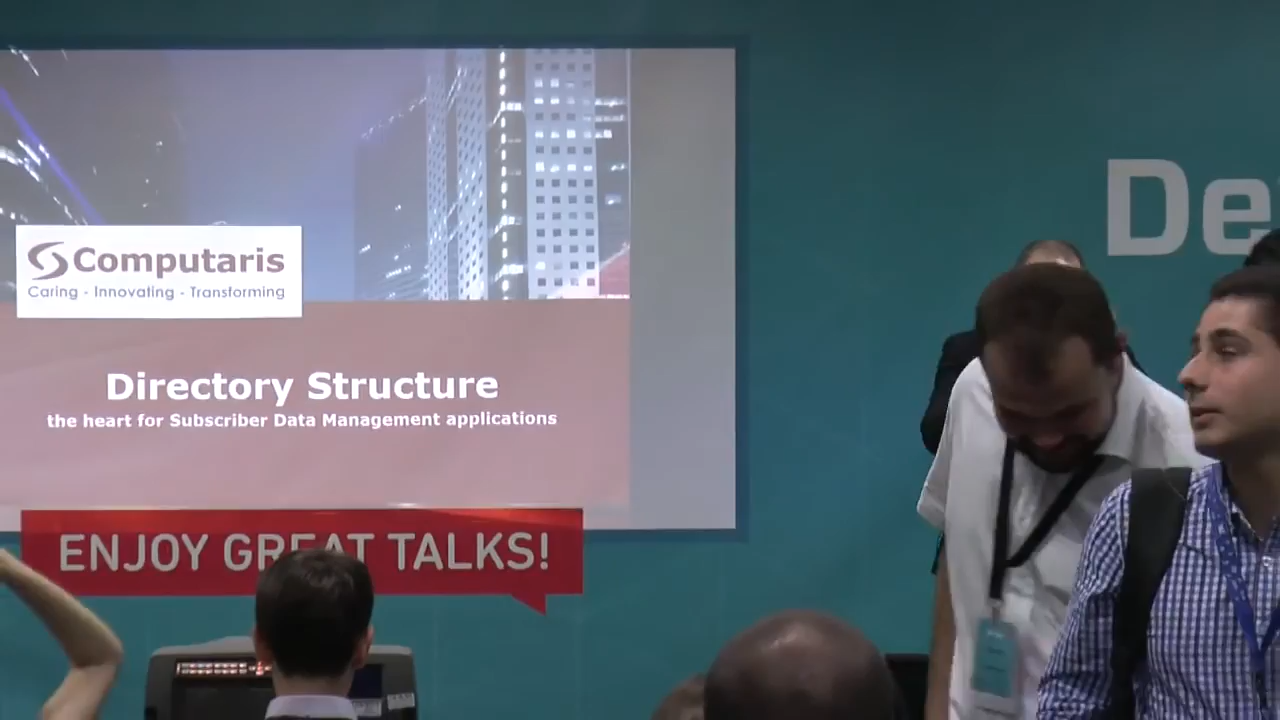 Computaris
Caring - Innovating - Transforming
Directory Structure
the heart for Subscriber Data Management applications
ENJOY GREAT TALKS!
De